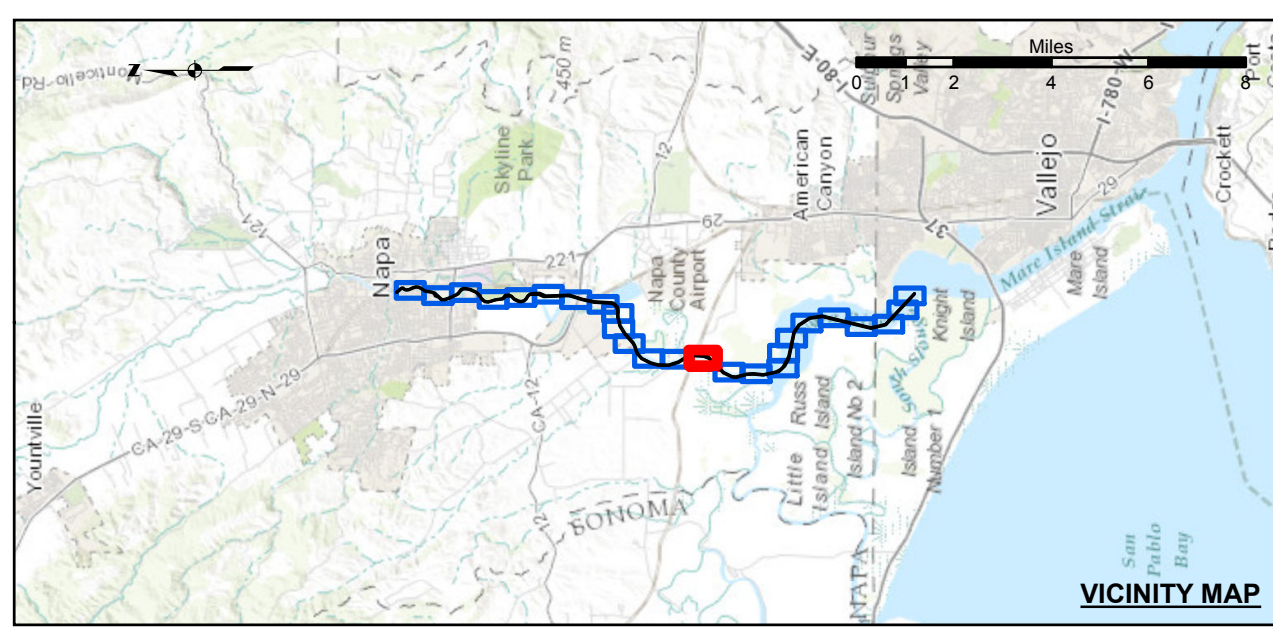 Monticello-Rd
N
450 m
Miles
0 1 2 4 6 8
I-80-E
Sulphur
Springs
Valley
I-780-W
Port
Skyline
Park
12
American
Canyon
Vallejo
Crockett
29
121
Napa
221
29
Napa
County
Airport
37
Mare Island Strait
Mare
Island
Knight
Island
South Slough
Yountville
CA-29-S
CA-29-N-29
CA-12
12
SONOMA
NAPA
Little
Island
Russ
Island
Island No 2
Island
Number 1
San
Pablo
Bay
VICINITY MAP